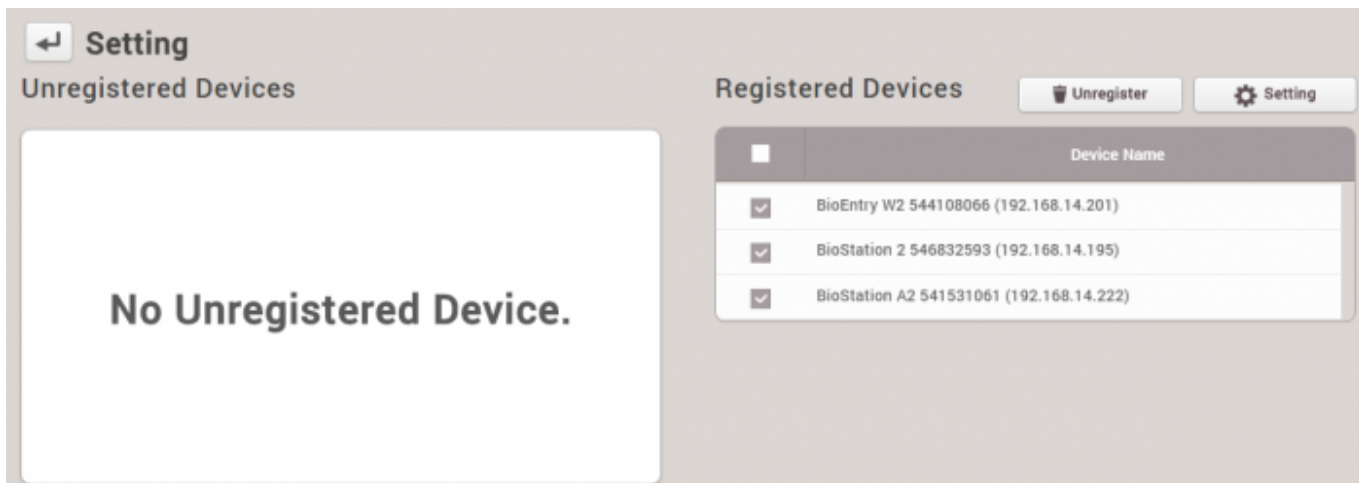 Setting
Unregistered Devices
No Unregistered Device.
Registered Devices
Unregister
Setting
Device Name
BioEntry W2 544108066 (192.168.14.201)
BioStation 2 546832593 (192.168.14.195)
BioStation A2 541531061 (192.168.14.222)